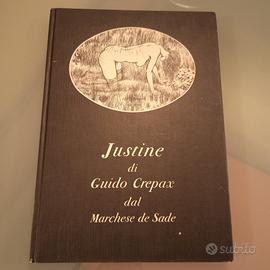 Justine
di
Guido Crepax
dal
Marchese de Sade
subito